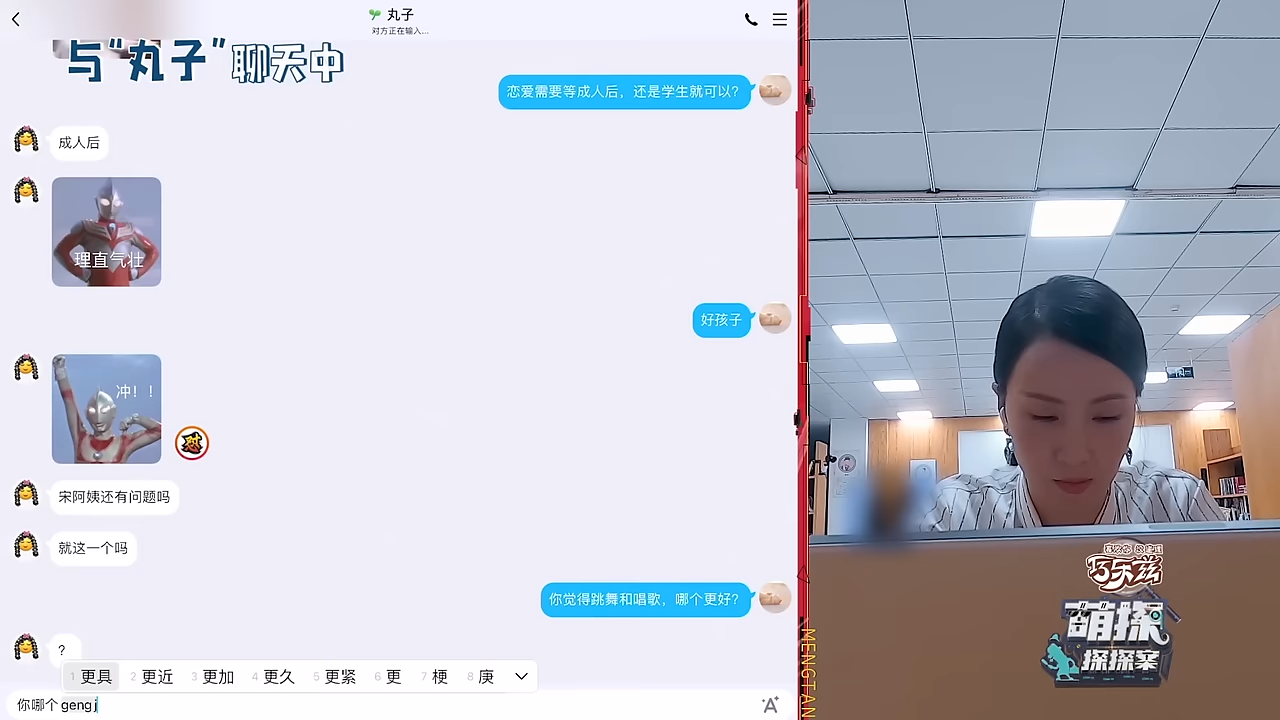 丸子
对方正在输入...
与“丸子”聊天中
恋爱需要等成人后，还是学生就可以？
成人后
理直气壮
好孩子
冲！！
怼
宋阿姨还有问题吗
就这一个吗
你觉得跳舞和唱歌，哪个更好？
?
1 更具 2 更近 3 更加 4 更久 5 更紧 6 更 7 梗 8 庚
你哪个 geng j
巧乐兹
萌探
探探案
MENGTAN